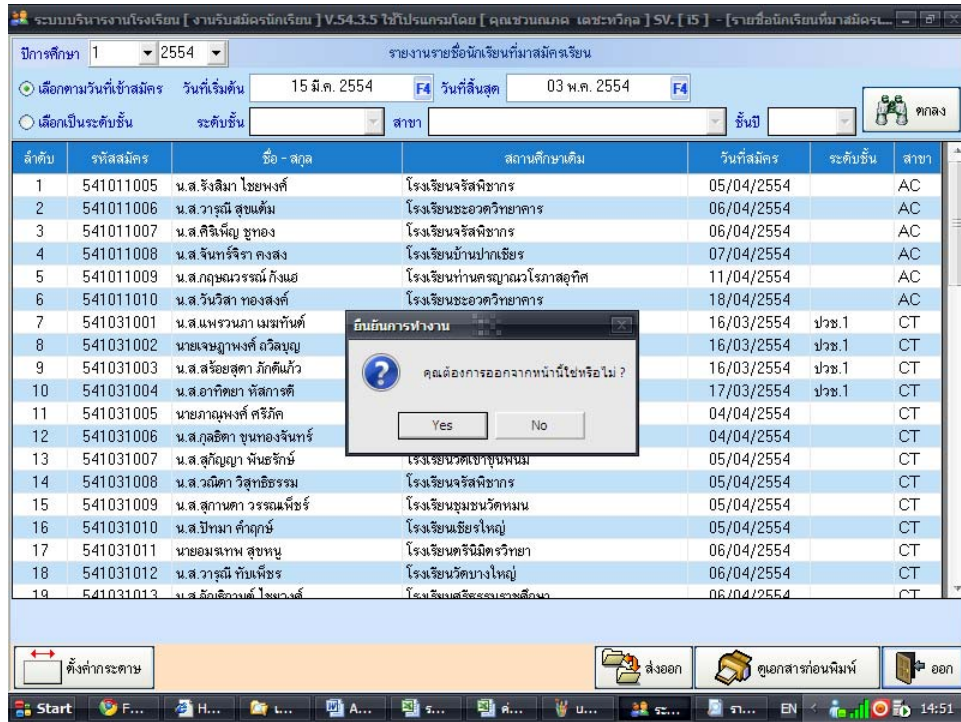 ระบบบริหารงานโรงเรียน [ งานรับสมัครนักเรียน ] V.54.3.5 ใช้โปรแกรมโดย [ คุณชวนณภค เดชะทวีกุล ] SV. [ i5 ] - [รายชื่อนักเรียนที่มาสมัครเ...
ปีการศึกษา 1 2554 รายงานรายชื่อนักเรียนที่มาสมัครเรียน
เลือกตามวันที่เข้าสมัคร วันที่เริ่มต้น 15 มี.ค. 2554 F4 วันที่สิ้นสุด 03 พ.ค. 2554 F4
เลือกเป็นระดับชั้น ระดับชั้น สาขา ชั้นปี ตกลง
ลำดับ รหัสสมัคร ชื่อ - สกุล สถานศึกษาเดิม วันที่สมัคร ระดับชั้น สาขา
1 541011005 น.ส.รังสิมา ไชยพงศ์ โรงเรียนจรัสพิชากร 05/04/2554 AC
2 541011006 น.ส.วารุณี สุขแต้ม โรงเรียนชะอวดวิทยาคาร 06/04/2554 AC
3 541011007 น.ส.ศิริเพ็ญ ชูทอง โรงเรียนจรัสพิชากร 06/04/2554 AC
4 541011008 น.ส.จันทร์จิรา คงสง โรงเรียนบ้านปากเชียร 07/04/2554 AC
5 541011009 น.ส.กฤษณวรรณ์ กังแฮ โรงเรียนท่านครญาณวโรภาสอุทิศ 11/04/2554 AC
6 541011010 น.ส.วันวิสา ทองสงค์ โรงเรียนชะอวดวิทยาคาร 18/04/2554 AC
7 541031001 น.ส.แพรวนภา เมฆทันต์ 16/03/2554 ปวช.1 CT
8 541031002 นายเจษฎาพงศ์ ถวิลบุญ 16/03/2554 ปวช.1 CT
9 541031003 น.ส.สร้อยสุดา ภักดีแก้ว 16/03/2554 ปวช.1 CT
10 541031004 น.ส.อาทิตยา หัสการดี 17/03/2554 ปวช.1 CT
11 541031005 นายภาณุพงศ์ ศรีภัค 04/04/2554 CT
12 541031006 น.ส.กุลธิดา ขุนทองจันทร์ 04/04/2554 CT
13 541031007 น.ส.สุกัญญา พันธรักษ์ โรงเรียนวัดเขาขุนพนม 05/04/2554 CT
14 541031008 น.ส.วณิดา วิสุทธิธรรม โรงเรียนจรัสพิชากร 05/04/2554 CT
15 541031009 น.ส.สุกานดา วรรณเพ็ชร์ โรงเรียนชุมชนวัดหมน 05/04/2554 CT
16 541031010 น.ส.ปัทมา คำฤกษ์ โรงเรียนเชียรใหญ่ 05/04/2554 CT
17 541031011 นายอมรเทพ สุขหนู โรงเรียนตรีนิมิตรวิทยา 06/04/2554 CT
18 541031012 น.ส.วารุณี ทับเพ็ชร โรงเรียนวัดบางใหญ่ 06/04/2554 CT
19 541031013 06/04/2554 CT
ยืนยันการทำงาน
คุณต้องการออกจากหน้านี้ใช่หรือไม่ ?
Yes No
ตั้งค่ากระดาษ ส่งออก ดูเอกสารก่อนพิมพ์ ออก
Start F... H... เ... A... ร... ค่... u... ระ... รา... EN 14:51